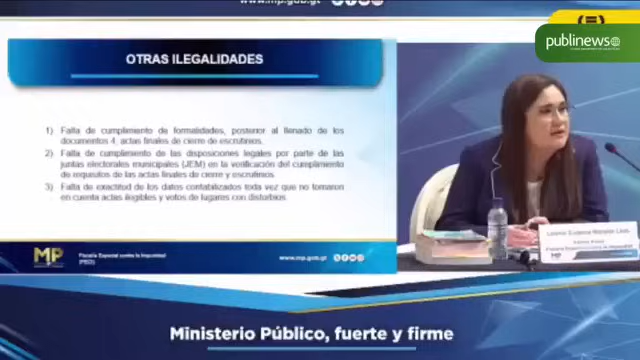 www.mp.gob.gt
publinews
OTRAS ILEGALIDADES
1) Falta de cumplimiento de formalidades, posterior al llenado de los
documentos 4, actas finales de cierre de escrutinios.
2) Falta de cumplimiento de las disposiciones legales por parte de las
juntas electorales municipales (JEM) en la verificación del cumplimiento
de requisitos de las actas finales de cierre y escrutinios.
3) Falta de exactitud de los datos contabilizados toda vez que no tomaron
en cuenta actas ilegibles y votos de lugares con disturbios.
MP
Fiscalía Especial contra la Impunidad
(FECI)
www.mp.gob.gt
MP
Ministerio Público, fuerte y firme